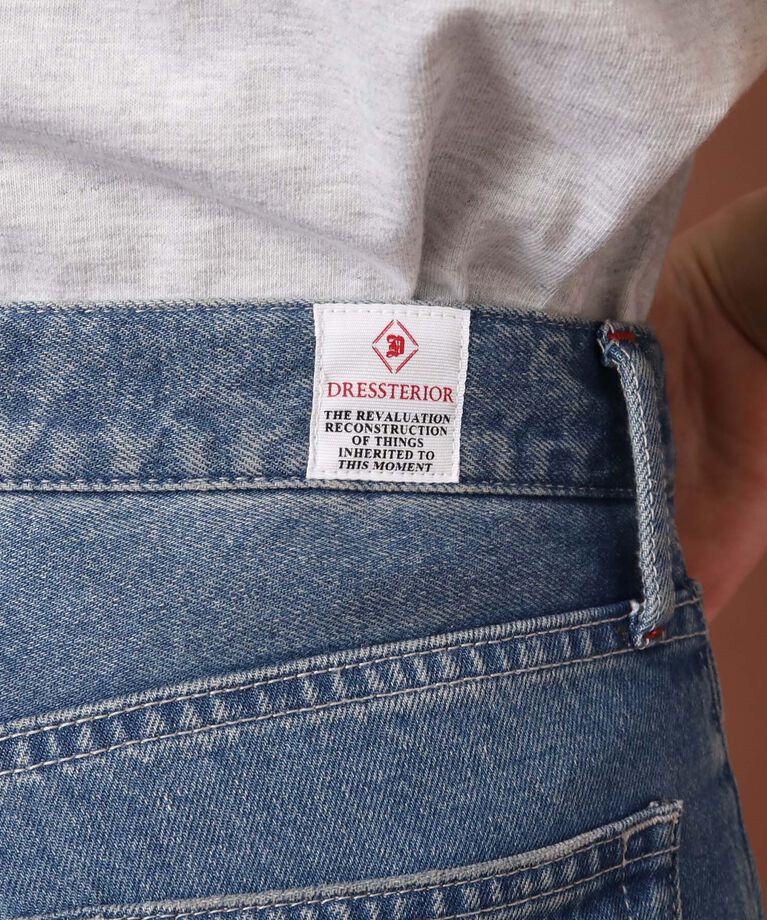 D
DRESSTERIOR
THE REVALUATION
RECONSTRUCTION
OF THINGS
INHERITED TO
THIS MOMENT